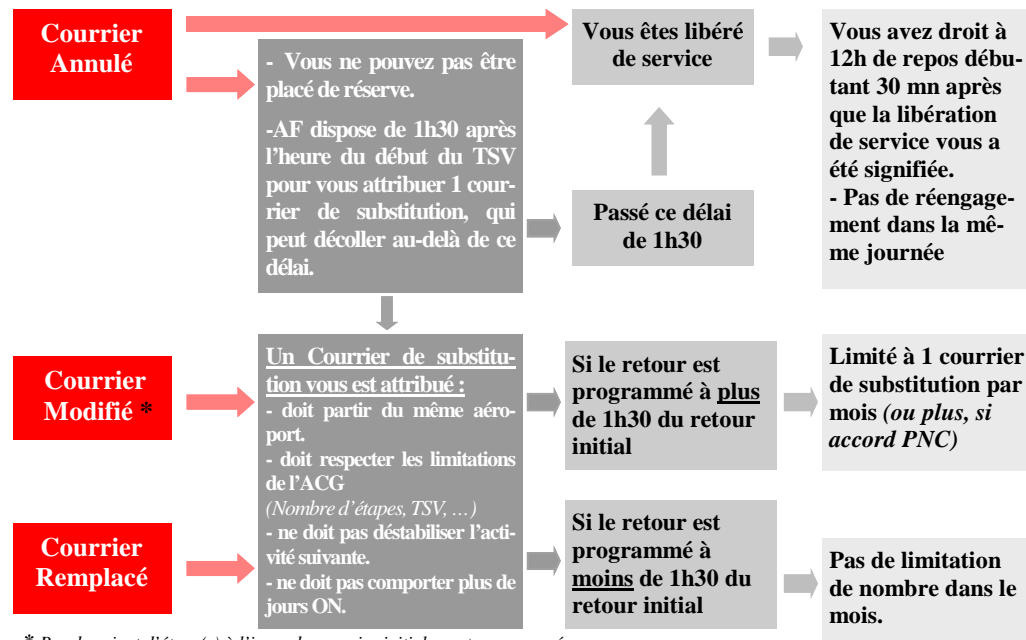 Courrier
Annulé
- Vous ne pouvez pas être
placé de réserve.
-AF dispose de 1h30 après
l'heure du début du TSV
pour vous attribuer 1 cour-
rier de substitution, qui
peut décoller au-delà de ce
délai.
Vous êtes libéré
de service
Passé ce délai
de 1h30
Vous avez droit à
12h de repos débu-
tant 30 mn après
que la libération
de service vous a
été signifiée.
- Pas de réengage-
ment dans la mê-
me journée
Courrier
Modifié *
Courrier
Remplacé
Un Courrier de substitu-
tion vous est attribué :
- doit partir du même aéro-
port.
- doit respecter les limitations
de l'ACG
(Nombre d'étapes, TSV, …)
- ne doit pas déstabiliser l'acti-
vité suivante.
- ne doit pas comporter plus de
jours ON.
Si le retour est
programmé à plus
de 1h30 du retour
initial
Limité à 1 courrier
de substitution par
mois (ou plus, si
accord PNC)
Si le retour est
programmé à
moins de 1h30 du
retour initial
Pas de limitation
de nombre dans le
mois.